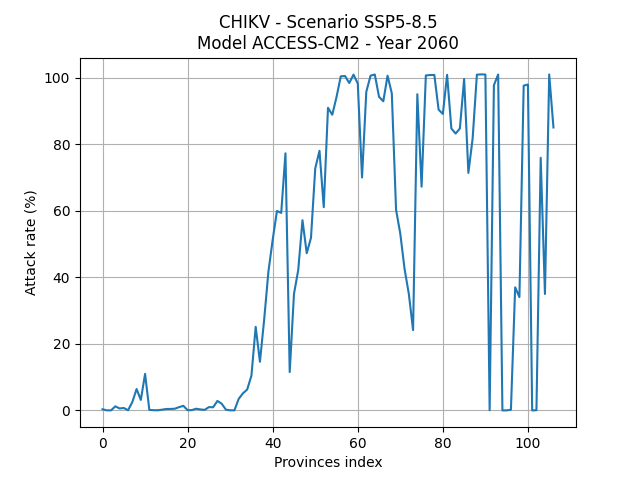 CHIKV - Scenario SSP5-8.5
Model ACCESS-CM2 - Year 2060
Attack rate (%)
100
80
60
40
20
0
0 20 40 60 80 100
Provinces index